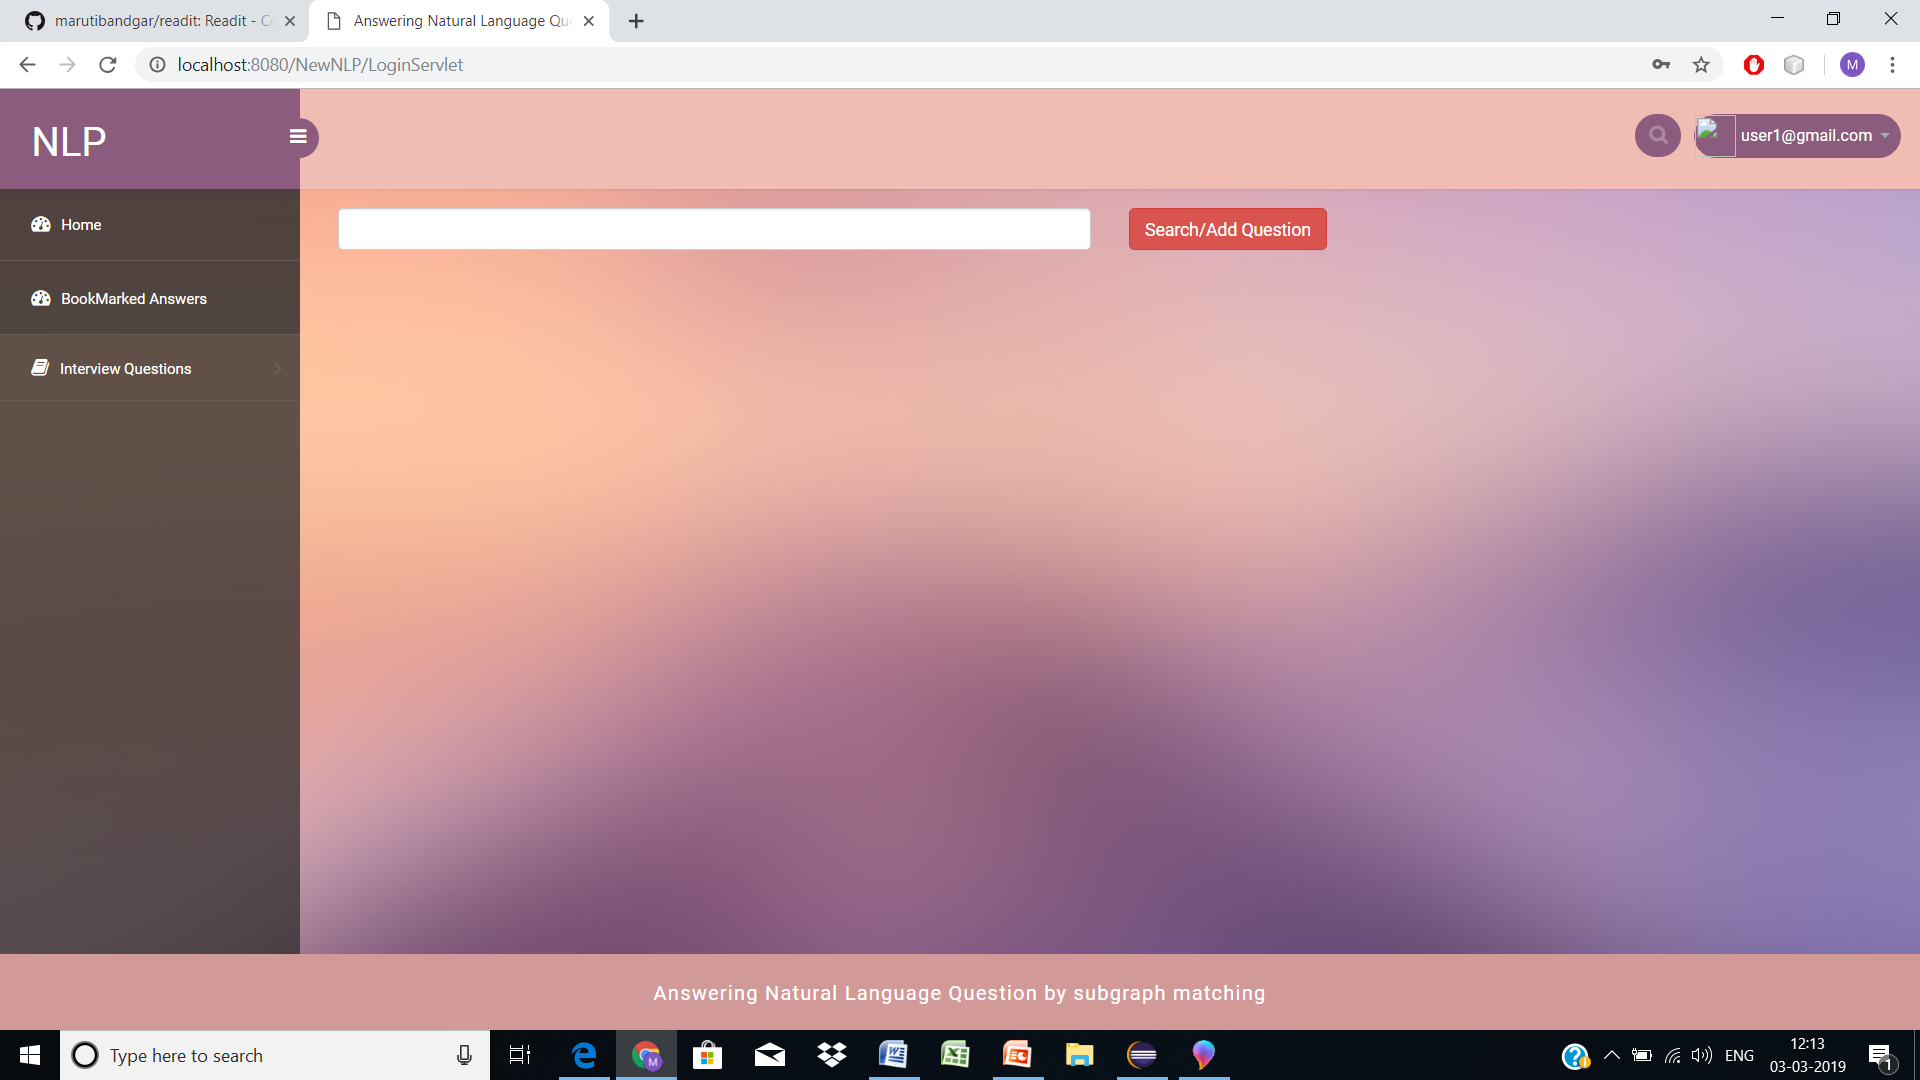 marutibandgar/readit: Readit - Co
Answering Natural Language Qu
localhost:8080/NewNLP/LoginServlet
M
NLP
user1@gmail.com
Home
Search/Add Question
BookMarked Answers
Interview Questions
Answering Natural Language Question by subgraph matching
Type here to search
ENG
12:13
03-03-2019
1